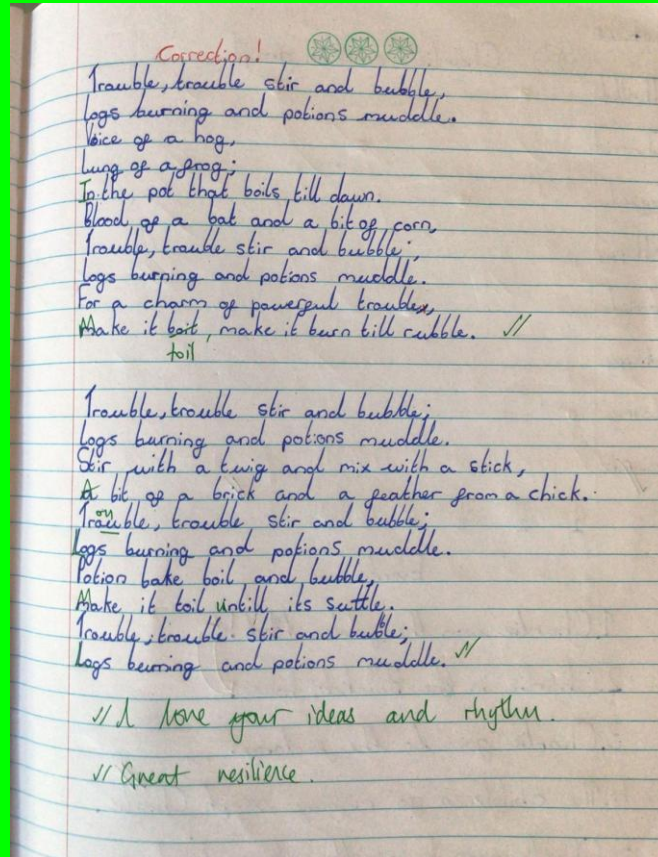 Correction!
Trouble, trouble stir and bubble,
Logs burning and potions muddle.
Voice of a hog,
Lung of a frog;
In the pot that boils till dawn.
Blood of a bat and a bit of corn,
Trouble, trouble stir and bubble;
Logs burning and potions muddle.
For a charm of powerful trouble,
Make it boit, make it burn till rubble.
toil
Trouble, trouble stir and bubble;
Logs burning and potions muddle.
Stir with a twig and mix with a stick,
A bit of a brick and a feather from a chick.
ou
Trouble, trouble stir and bubble;
Logs burning and potions muddle.
Potion bake boil and bubble,
Make it toil untill its suttle.
Trouble, trouble stir and bubble;
Logs burning and potions muddle.
I love your ideas and rhythm.
Great resilience.